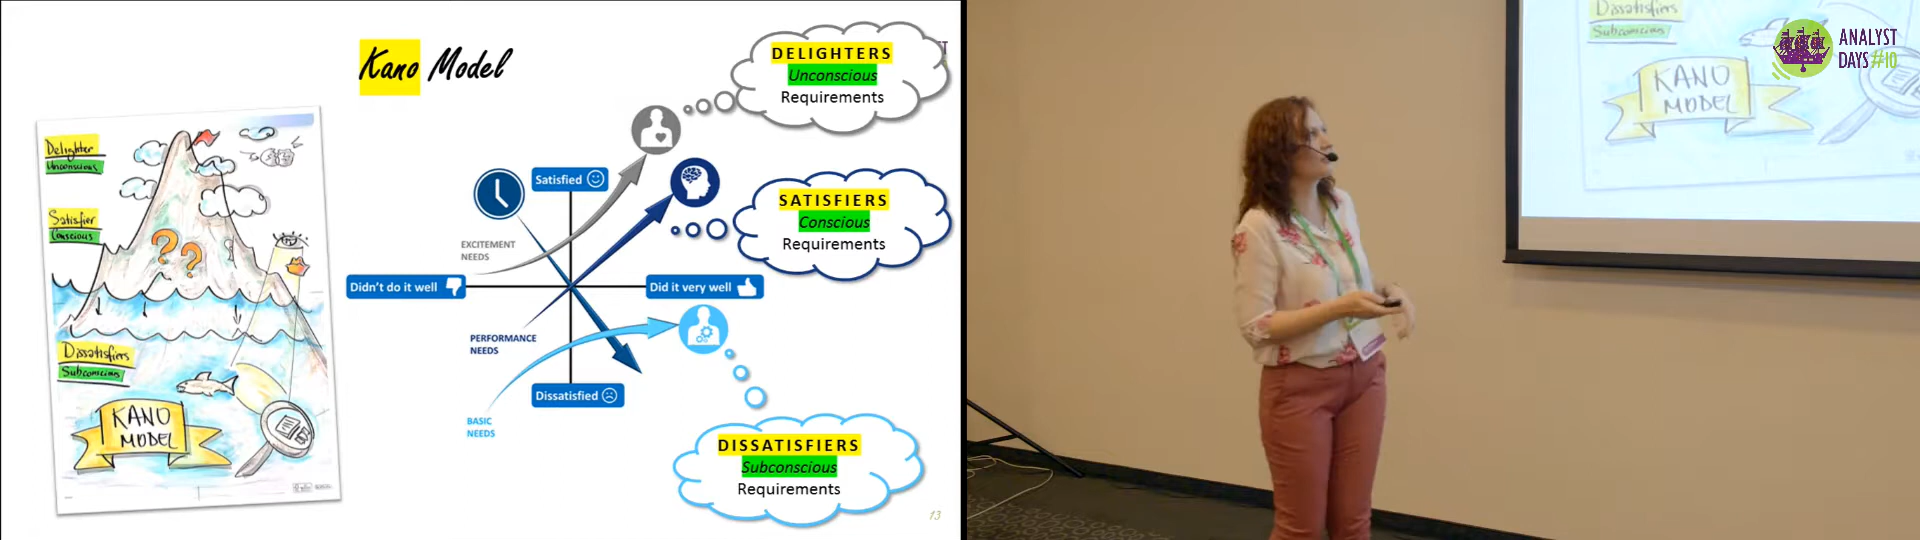 Kano Model
Delighter
Unconscious
Satisfier
Conscious
??
Dissatisfiers
Subconscious
KANO
MODEL
DELIGHTERS
Unconscious
Requirements
Satisfied
SATISFIERS
Conscious
Requirements
EXCITEMENT
NEEDS
Didn't do it well
Did it very well
PERFORMANCE
NEEDS
Dissatisfied
BASIC
NEEDS
DISSATISFIERS
Subconscious
Requirements
13
Dissatisfiers
Subconscious
KANO
MODEL
ANALYST
DAYS #10